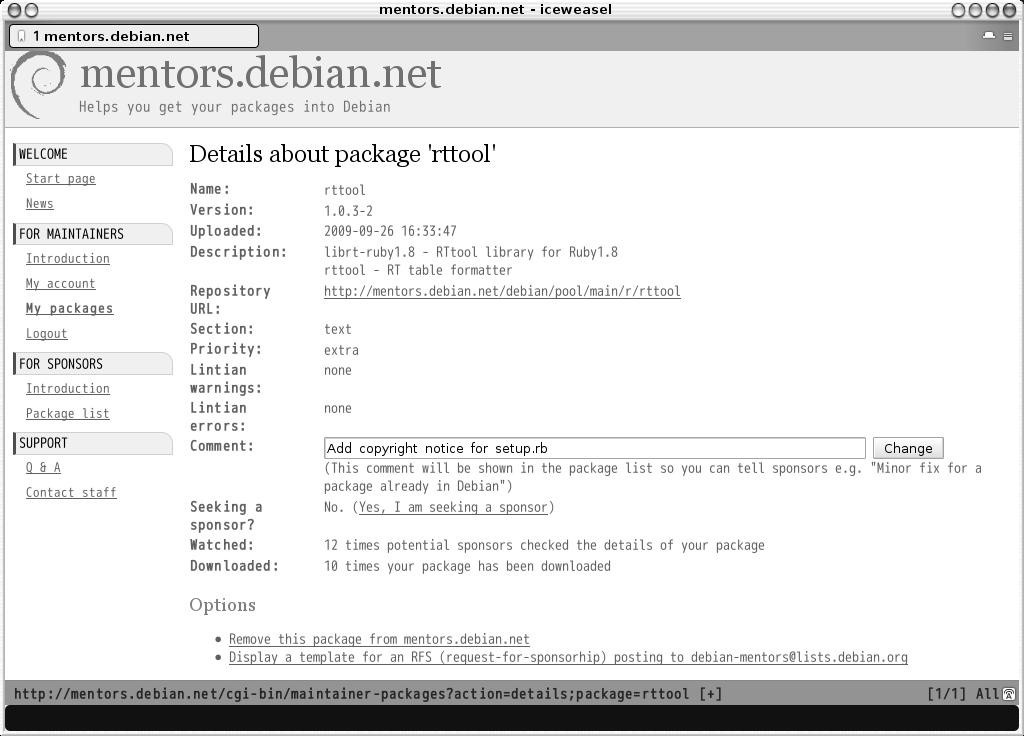 mentors.debian.net - iceweasel
1 mentors.debian.net
mentors.debian.net
Helps you get your packages into Debian
WELCOME
Start page
News
FOR MAINTAINERS
Introduction
My account
My packages
Logout
FOR SPONSORS
Introduction
Package list
SUPPORT
Q & A
Contact staff
Details about package 'rttool'
Name: rttool
Version: 1.0.3-2
Uploaded: 2009-09-26 16:33:47
Description: librt-ruby1.8 - RTtool library for Ruby1.8
rttool - RT table formatter
Repository http://mentors.debian.net/debian/pool/main/r/rttool
URL:
Section: text
Priority: extra
Lintian none
warnings:
Lintian none
errors:
Comment: Add copyright notice for setup.rb Change
(This comment will be shown in the package list so you can tell sponsors e.g. "Minor fix for a
package already in Debian")
Seeking a No. (Yes, I am seeking a sponsor)
sponsor?
Watched: 12 times potential sponsors checked the details of your package
Downloaded: 10 times your package has been downloaded
Options
• Remove this package from mentors.debian.net
• Display a template for an RFS (request-for-sponsorhip) posting to debian-mentors@lists.debian.org
http://mentors.debian.net/cgi-bin/maintainer-packages?action=details;package=rttool [+] [1/1] All